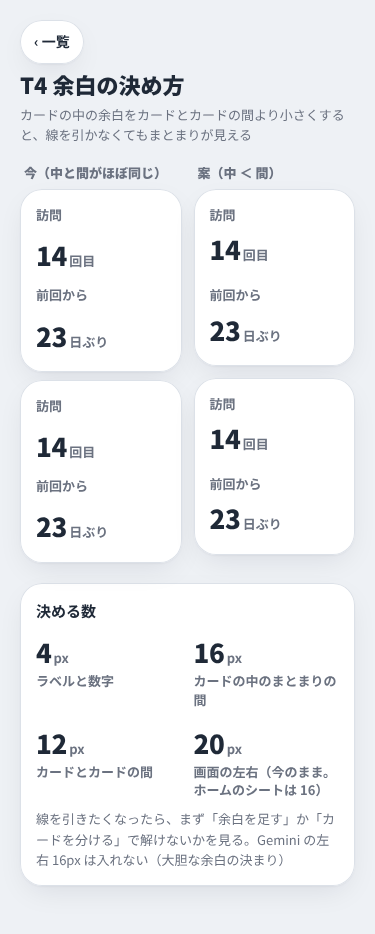 ‹ 一覧
T4 余白の決め方
カードの中の余白をカードとカードの間より小さくする
と、線を引かなくてもまとまりが見える
今（中と間がほぼ同じ）
案（中 < 間）
訪問
14回目
前回から
23日ぶり
訪問
14回目
前回から
23日ぶり
訪問
14回目
前回から
23日ぶり
訪問
14回目
前回から
23日ぶり
決める数
4px
ラベルと数字
16px
カードの中のまとまりの
間
12px
カードとカードの間
20px
画面の左右（今のまま。
ホームのシートは 16）
線を引きたくなったら、まず「余白を足す」か「カ
ードを分ける」で解けないかを見る。Gemini の左
右 16px は入れない（大胆な余白の決まり）